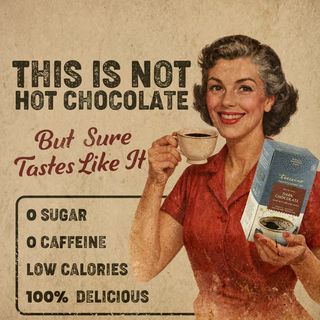 THIS IS NOT
HOT CHOCOLATE
But Sure
Tastes Like It
0 SUGAR
0 CAFFEINE
LOW CALORIES
100% DELICIOUS
DARK
CHOCOLATE